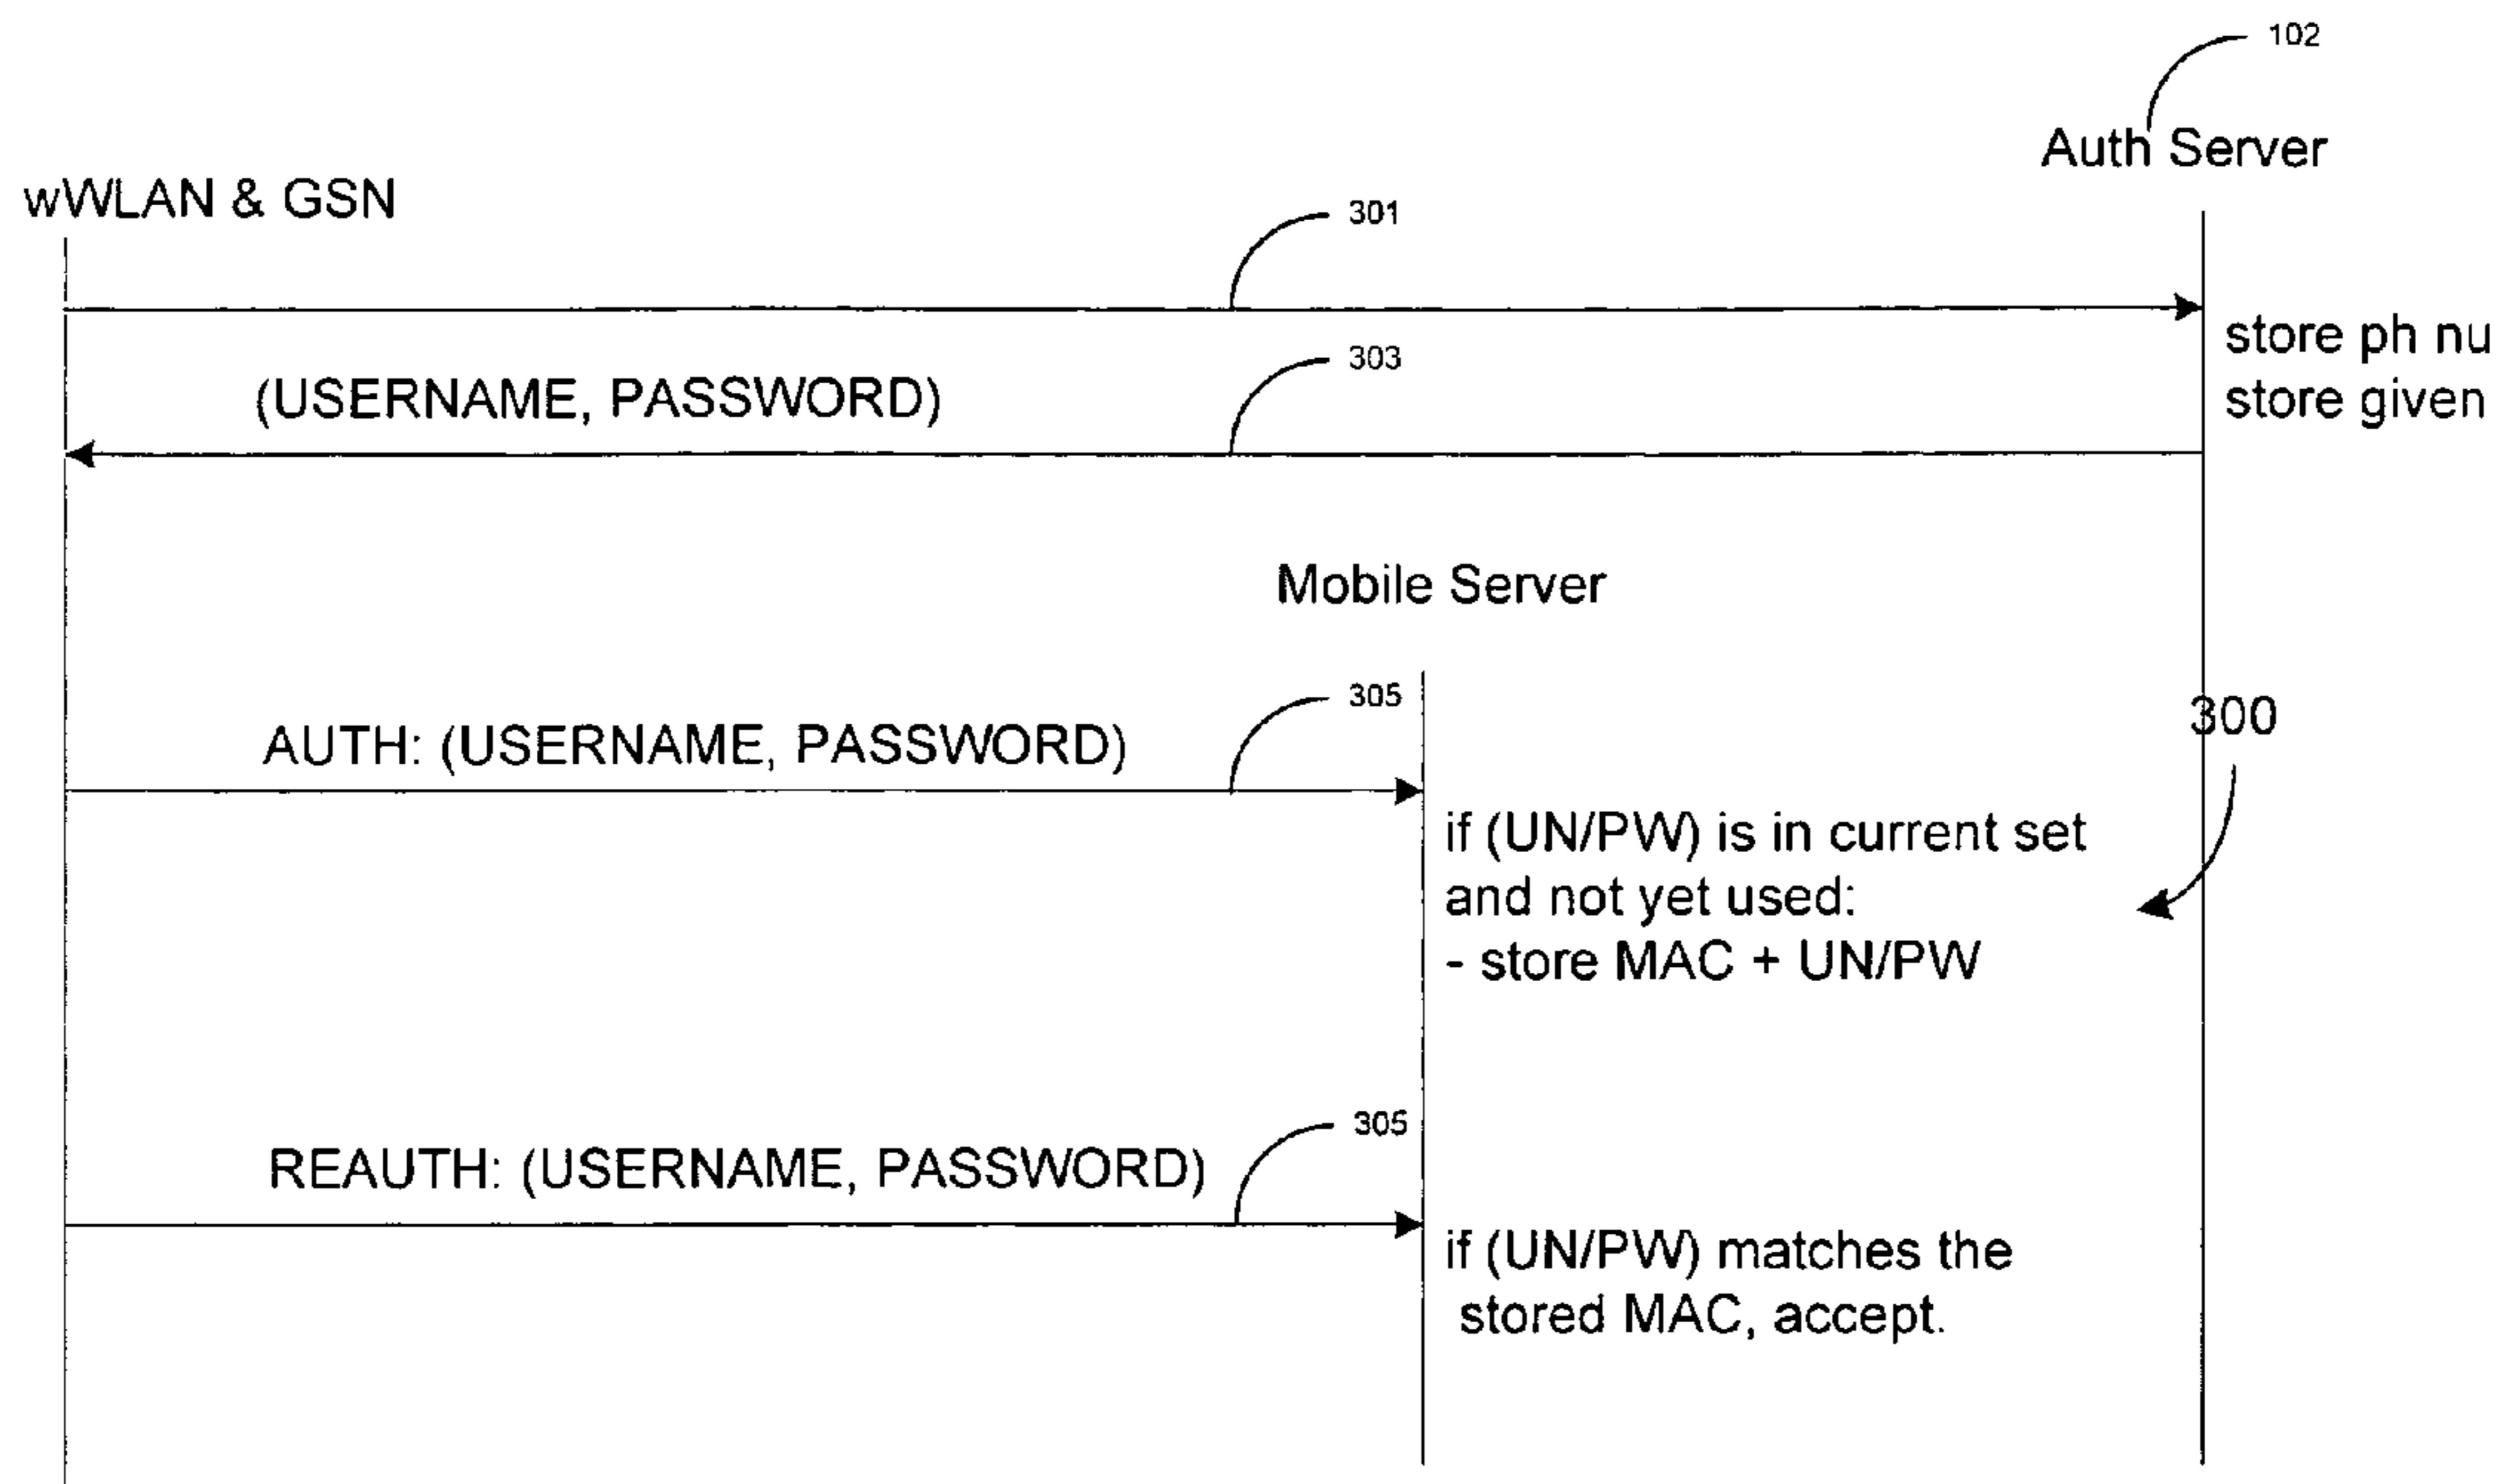 102
Auth Server
wWLAN & GSN
301
store ph nu
303
(USERNAME, PASSWORD)
store given
Mobile Server
305
AUTH: (USERNAME, PASSWORD)
300
if (UN/PW) is in current set
and not yet used:
- store MAC + UN/PW
305
REAUTH: (USERNAME, PASSWORD)
if (UN/PW) matches the
stored MAC, accept.